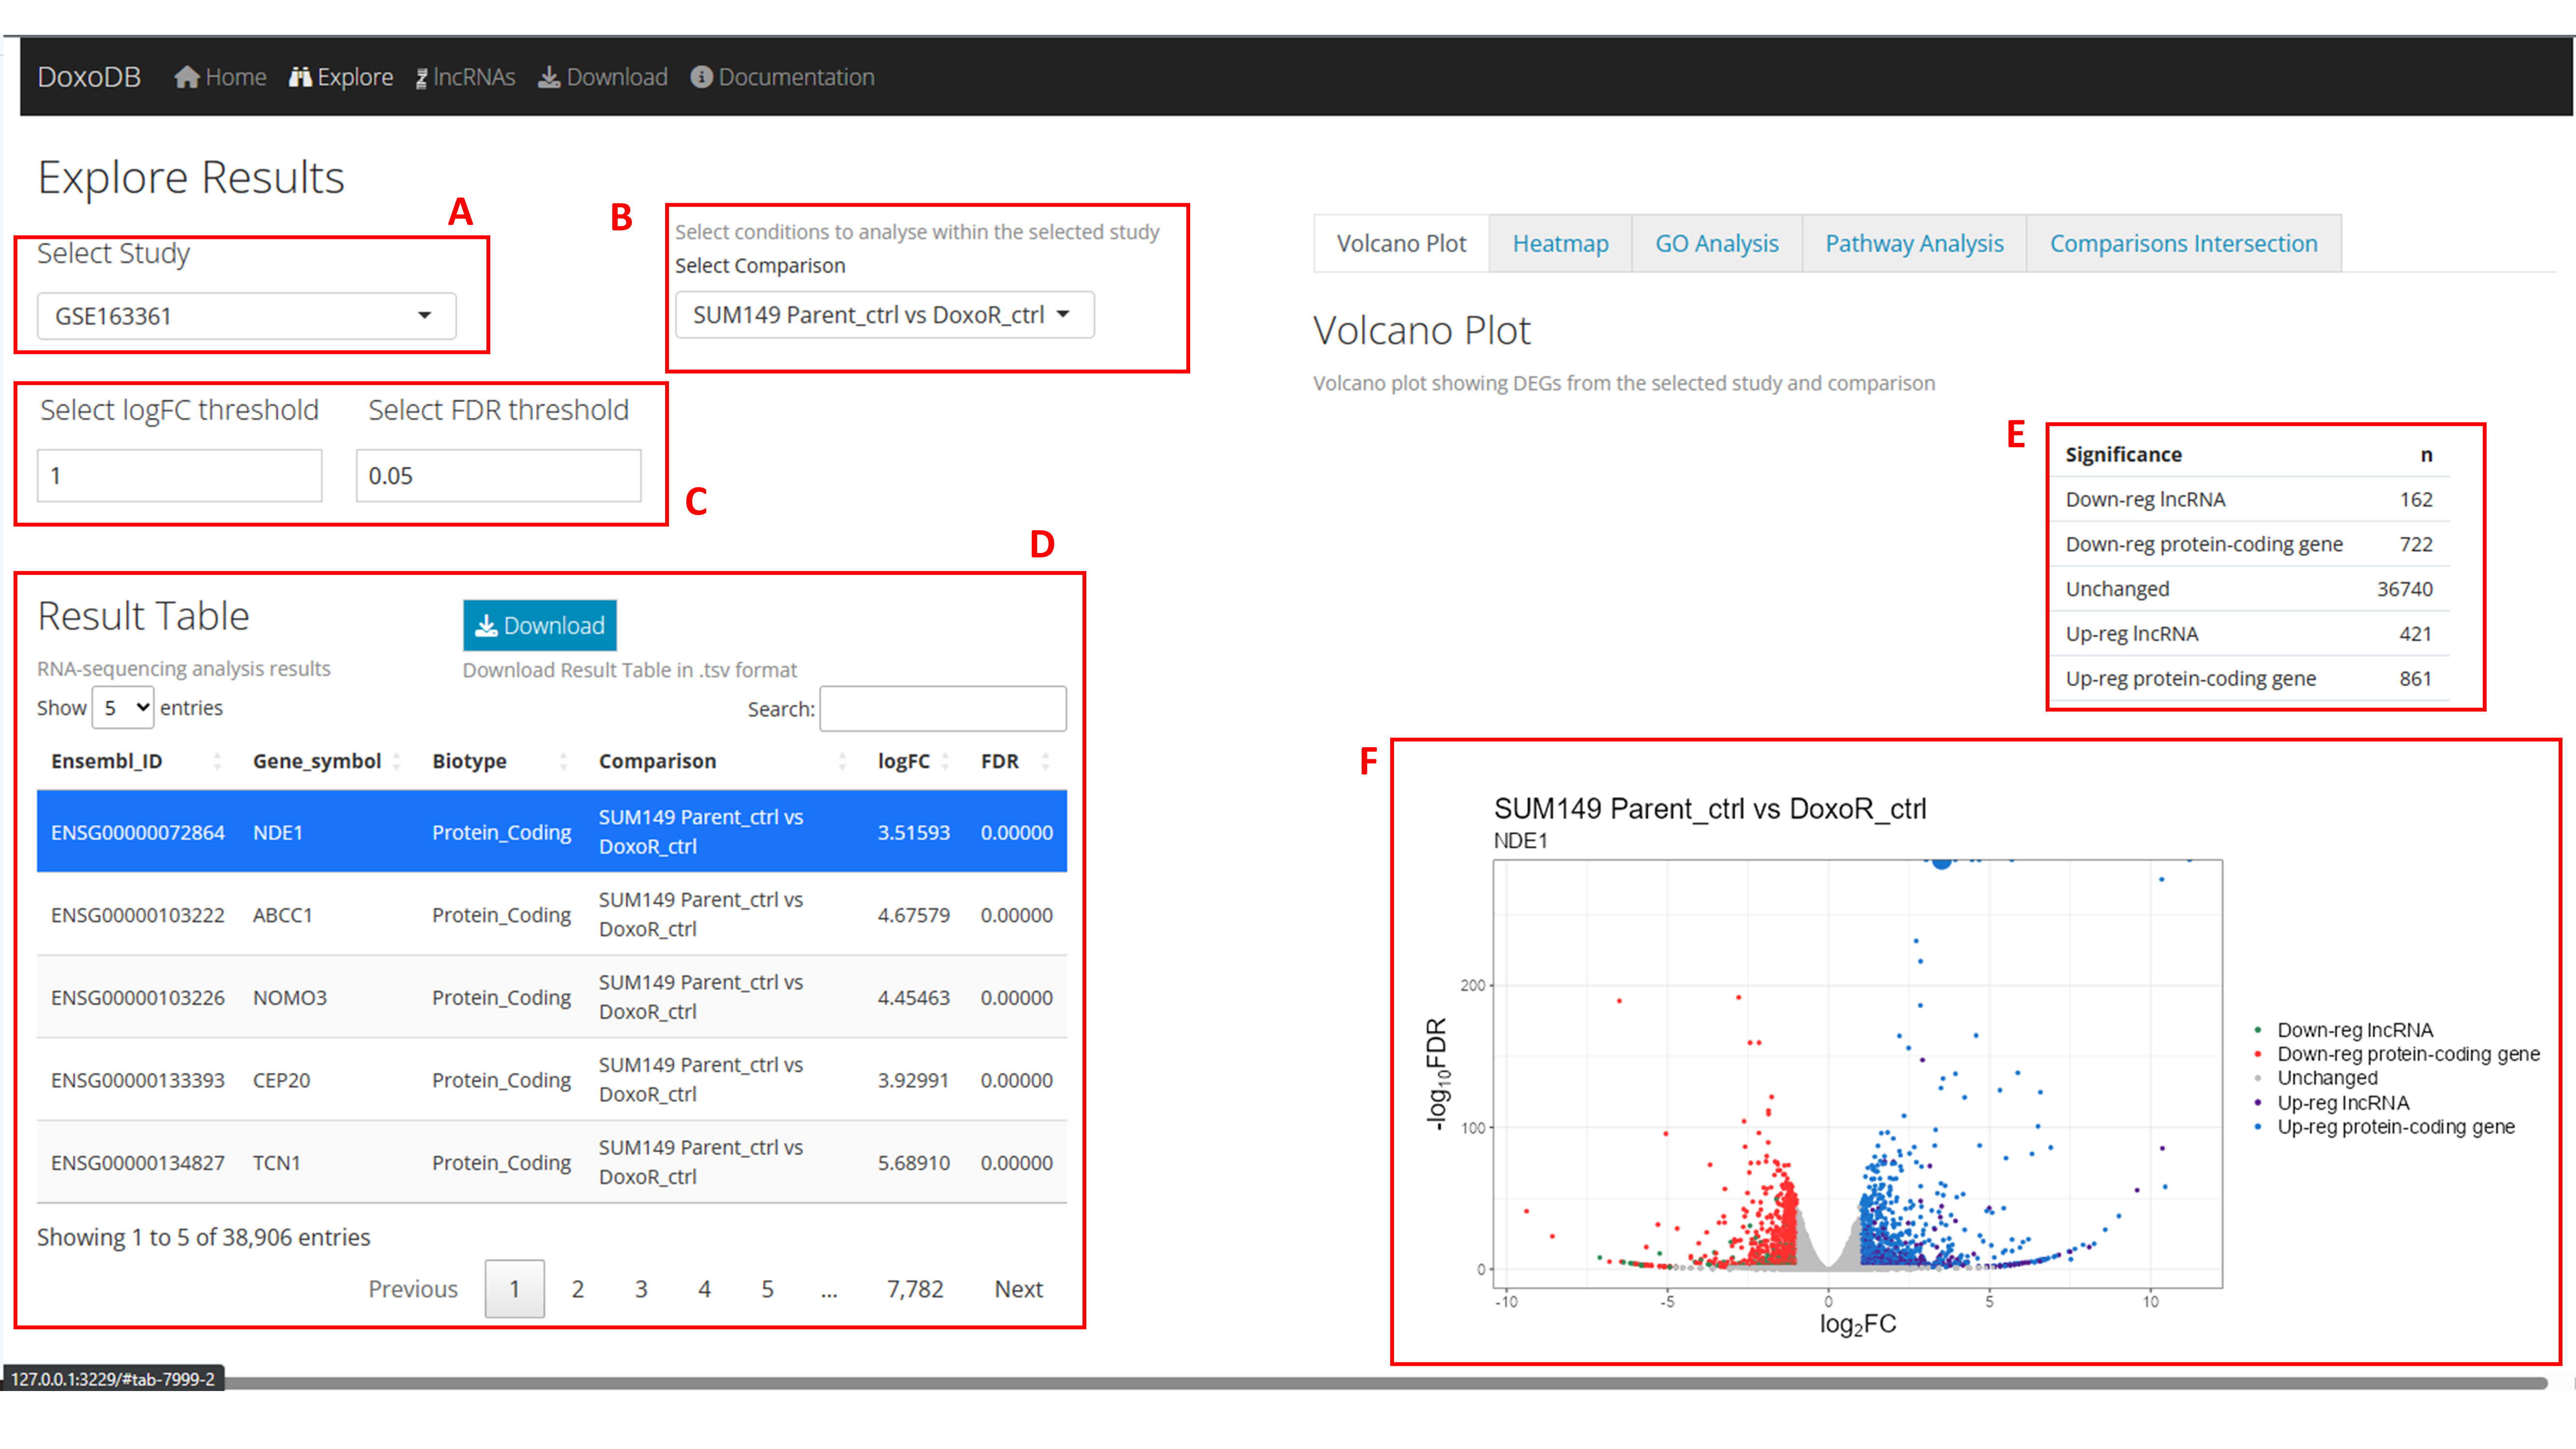 DoxoDB Home Explore lncRNAs Download Documentation
Explore Results
A
Select Study
GSE163361
B
Select conditions to analyse within the selected study
Select Comparison
SUM149 Parent_ctrl vs DoxoR_ctrl
Select logFC threshold Select FDR threshold
1 0.05
C
D
Result Table
Download
RNA-sequencing analysis results
Download Result Table in .tsv format
Show 5 entries
Search:
Ensembl_ID Gene_symbol Biotype Comparison logFC FDR
ENSG00000072864 NDE1 Protein_Coding SUM149 Parent_ctrl vs DoxoR_ctrl 3.51593 0.00000
ENSG00000103222 ABCC1 Protein_Coding SUM149 Parent_ctrl vs DoxoR_ctrl 4.67579 0.00000
ENSG00000103226 NOMO3 Protein_Coding SUM149 Parent_ctrl vs DoxoR_ctrl 4.45463 0.00000
ENSG00000133393 CEP20 Protein_Coding SUM149 Parent_ctrl vs DoxoR_ctrl 3.92991 0.00000
ENSG00000134827 TCN1 Protein_Coding SUM149 Parent_ctrl vs DoxoR_ctrl 5.68910 0.00000
Showing 1 to 5 of 38,906 entries
Previous 1 2 3 4 5 ... 7,782 Next
127.0.0.1:3229/#tab-7999-2
Volcano Plot Heatmap GO Analysis Pathway Analysis Comparisons Intersection
Volcano Plot
Volcano plot showing DEGs from the selected study and comparison
E
Significance n
Down-reg lncRNA 162
Down-reg protein-coding gene 722
Unchanged 36740
Up-reg lncRNA 421
Up-reg protein-coding gene 861
F
SUM149 Parent_ctrl vs DoxoR_ctrl
NDE1
-log10FDR
200
100
0
-10 -5 0 5 10
log2FC
Down-reg lncRNA
Down-reg protein-coding gene
Unchanged
Up-reg lncRNA
Up-reg protein-coding gene